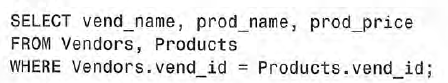 SELECT vend_name, prod_name, prod_price
FROM Vendors, Products
WHERE Vendors.vend_id = Products.vend_id;